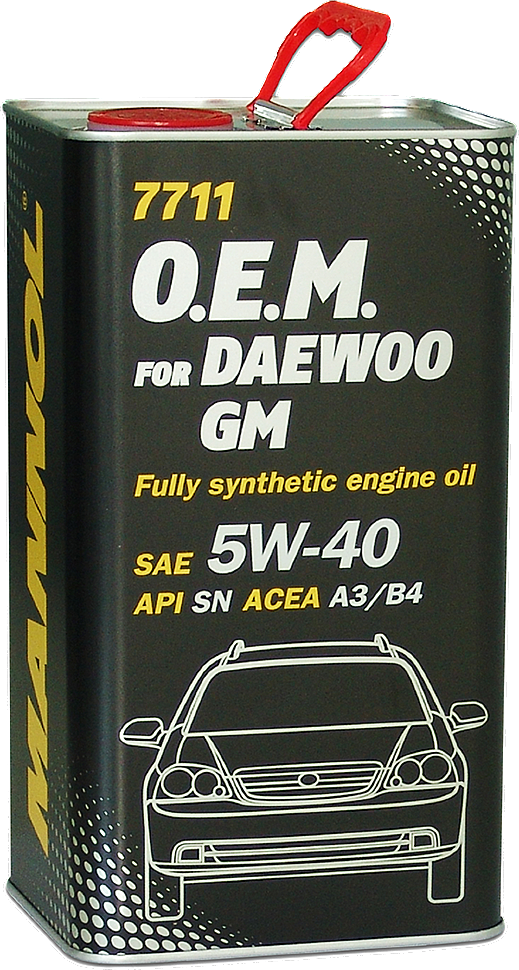 7711
O.E.M.
FOR DAEWOO
GM
Fully synthetic engine oil
SAE 5W-40
API SN ACEA A3/B4
MANNOL®